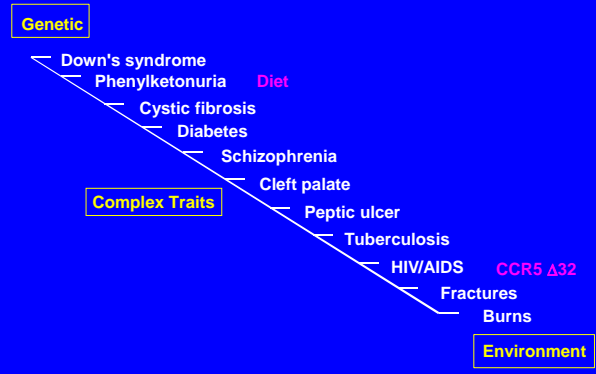 Genetic
Down's syndrome
Phenylketonuria Diet
Cystic fibrosis
Diabetes
Schizophrenia
Cleft palate
Complex Traits
Peptic ulcer
Tuberculosis
HIV/AIDS CCR5 Δ32
Fractures
Burns
Environment